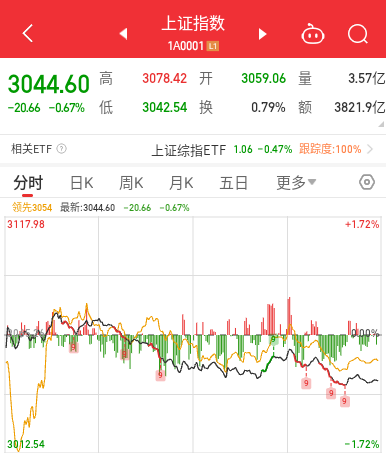 上证指数
1A0001 L1
3044.60 高 3078.42 开 3059.06 量 3.57亿
-20.66 -0.67% 低 3042.54 换 0.79% 额 3821.9亿
相关ETF ? 上证综指ETF 1.06 -0.47% 跟踪度:100%
分时 日K 周K 月K 五日 更多
领先3054 最新:3044.60 -20.66 -0.67%
3117.98 +1.72%
0.00%
9
9
9
9
9
9
9
3012.54 -1.72%